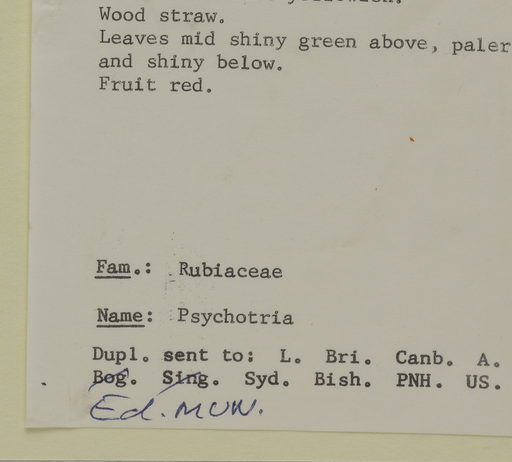 Wood straw.
Leaves mid shiny green above, paler
and shiny below.
Fruit red.
Fam.: Rubiaceae
Name: Psychotria
Dupl. sent to: L. Bri. Canb. A.
Bog. Sing. Syd. Bish. PNH. US.
Ed. MUN.